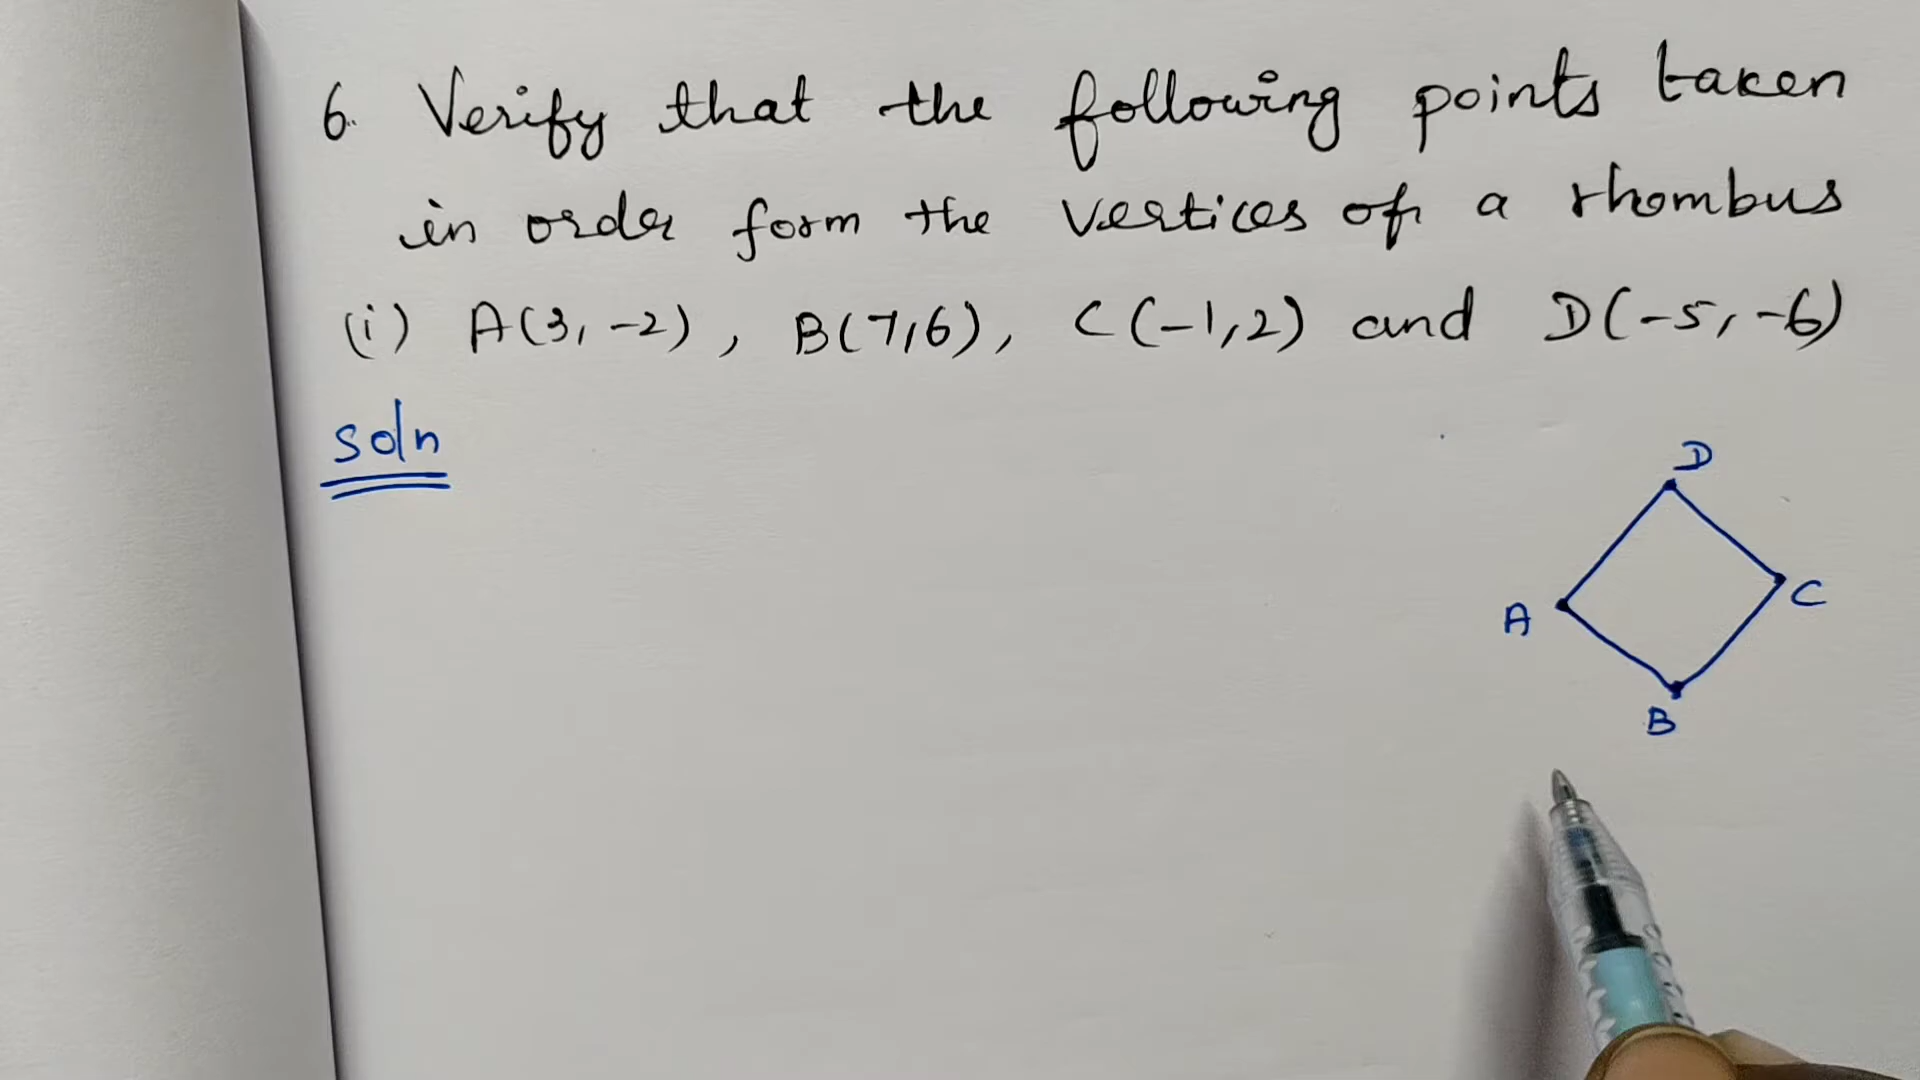 6. Verify that the following points taken
in order form the vertices of a rhombus
(i) A(3, -2), B(7,6), C(-1,2) and D(-5, -6)
soln
D
A
C
B